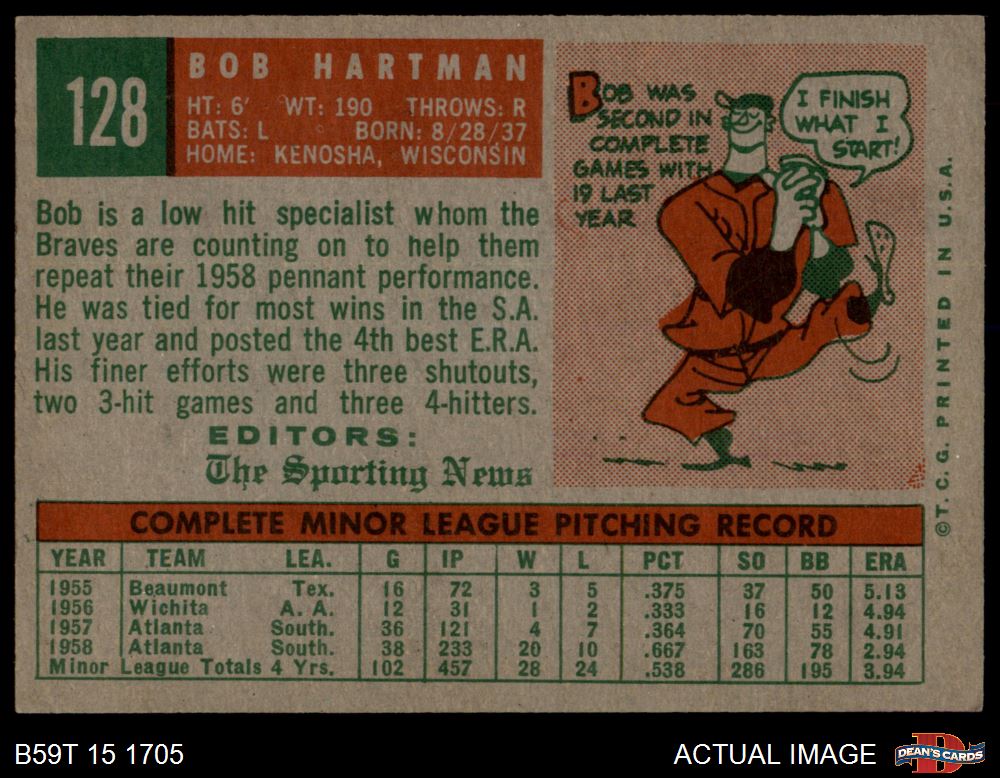 128
BOB HARTMAN
HT: 6' WT: 190 THROWS: R
BATS: L BORN: 8/28/37
HOME: KENOSHA, WISCONSIN
Bob is a low hit specialist whom the
Braves are counting on to help them
repeat their 1958 pennant performance.
He was tied for most wins in the S.A.
last year and posted the 4th best E.R.A.
His finer efforts were three shutouts,
two 3-hit games and three 4-hitters.
EDITORS:
The Sporting News
BOB WAS
SECOND IN
COMPLETE
GAMES WITH
19 LAST
YEAR
I FINISH
WHAT I
START!
©T.C.G. PRINTED IN U.S.A.
COMPLETE MINOR LEAGUE PITCHING RECORD
YEAR TEAM LEA. G IP W L PCT SO BB ERA
1955 Beaumont Tex. 16 72 3 5 .375 37 50 5.13
1956 Wichita A. A. 12 31 1 2 .333 16 12 4.94
1957 Atlanta South. 36 121 4 7 .364 70 55 4.91
1958 Atlanta South. 38 233 20 10 .667 163 78 2.94
Minor League Totals 4 Yrs. 102 457 28 24 .538 286 195 3.94
B59T 15 1705
ACTUAL IMAGE
DEAN'S CARDS